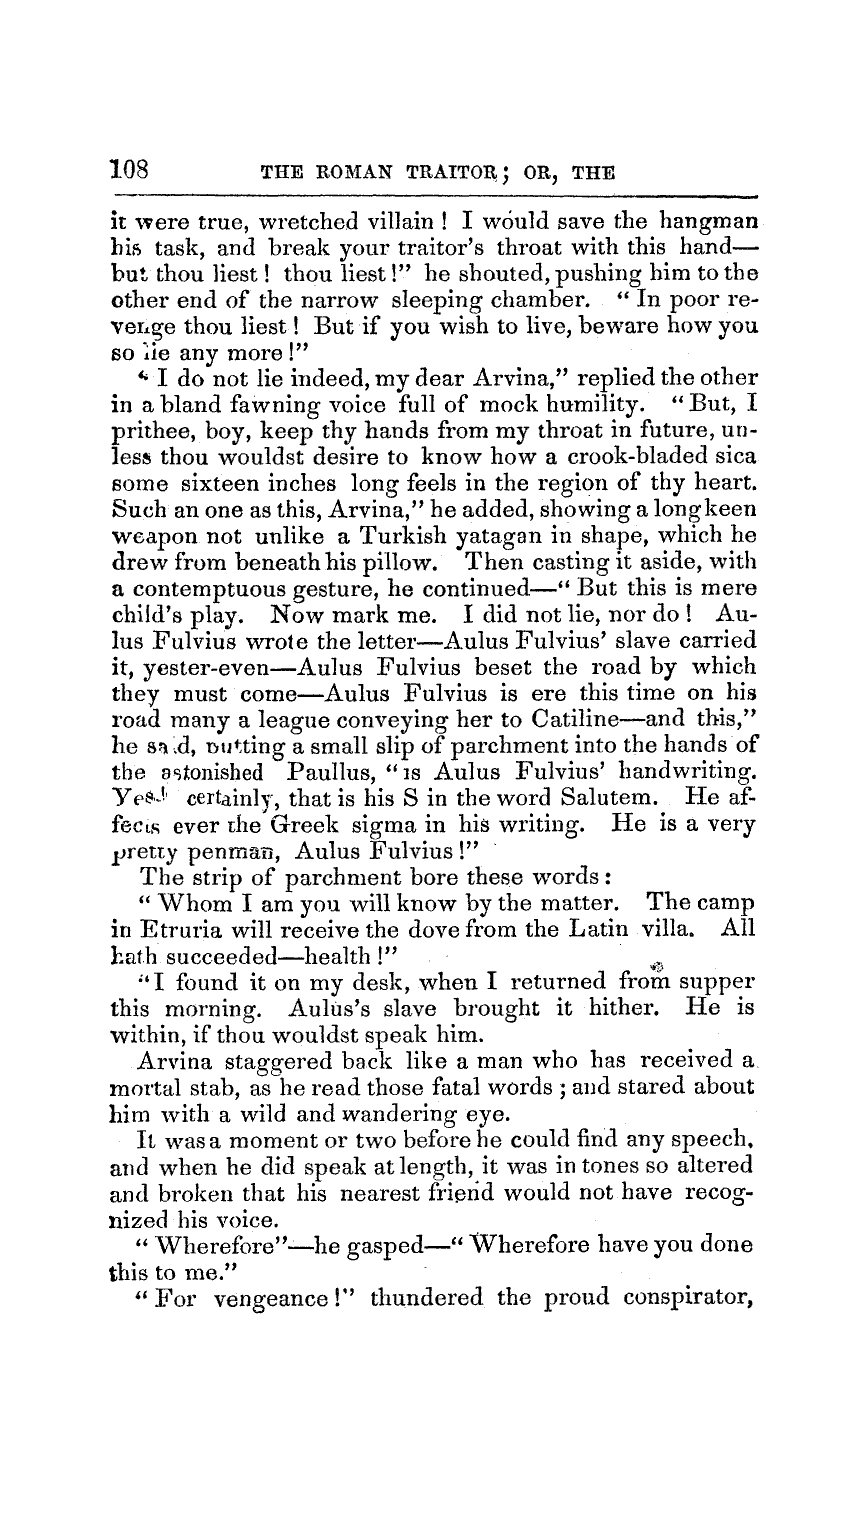 108 THE ROMAN TRAITOR; OR, THE
it were true, wretched villain ! I would save the hangman
his task, and break your traitor's throat with this hand—
but thou liest ! thou liest !" he shouted, pushing him to the
other end of the narrow sleeping chamber. " In poor re-
venge thou liest ! But if you wish to live, beware how you
so lie any more !"
" I do not lie indeed, my dear Arvina," replied the other
in a bland fawning voice full of mock humility. " But, I
prithee, boy, keep thy hands from my throat in future, un-
less thou wouldst desire to know how a crook-bladed sica
some sixteen inches long feels in the region of thy heart.
Such an one as this, Arvina," he added, showing a long keen
weapon not unlike a Turkish yatagan in shape, which he
drew from beneath his pillow. Then casting it aside, with
a contemptuous gesture, he continued—" But this is mere
child's play. Now mark me. I did not lie, nor do ! Au-
lus Fulvius wrote the letter—Aulus Fulvius' slave carried
it, yester-even—Aulus Fulvius beset the road by which
they must come—Aulus Fulvius is ere this time on his
road many a league conveying her to Catiline—and this,"
he said, putting a small slip of parchment into the hands of
the astonished Paullus, " is Aulus Fulvius' handwriting.
Yes ! certainly, that is his S in the word Salutem. He af-
fects ever the Greek sigma in his writing. He is a very
pretty penman, Aulus Fulvius !"
The strip of parchment bore these words :
" Whom I am you will know by the matter. The camp
in Etruria will receive the dove from the Latin villa. All
hath succeeded—health !"
"I found it on my desk, when I returned from supper
this morning. Aulus's slave brought it hither. He is
within, if thou wouldst speak him.
Arvina staggered back like a man who has received a
mortal stab, as he read those fatal words ; and stared about
him with a wild and wandering eye.
It was a moment or two before he could find any speech,
and when he did speak at length, it was in tones so altered
and broken that his nearest friend would not have recog-
nized his voice.
" Wherefore"—he gasped—" Wherefore have you done
this to me."
" For vengeance !" thundered the proud conspirator,